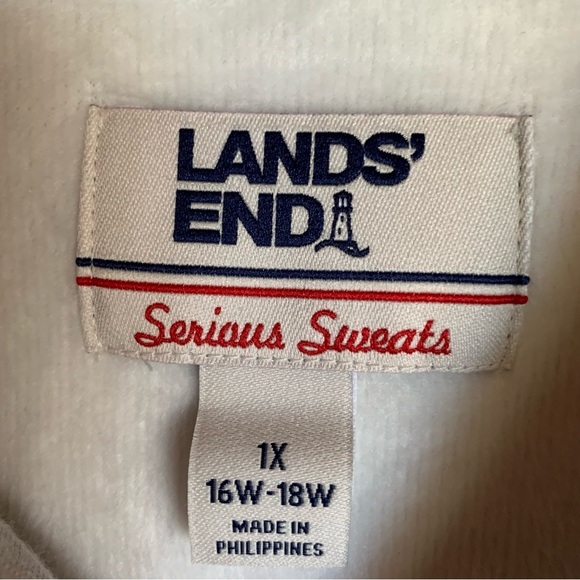 LANDS'
END
Serious Sweats
1X
16W-18W
MADE IN
PHILIPPINES